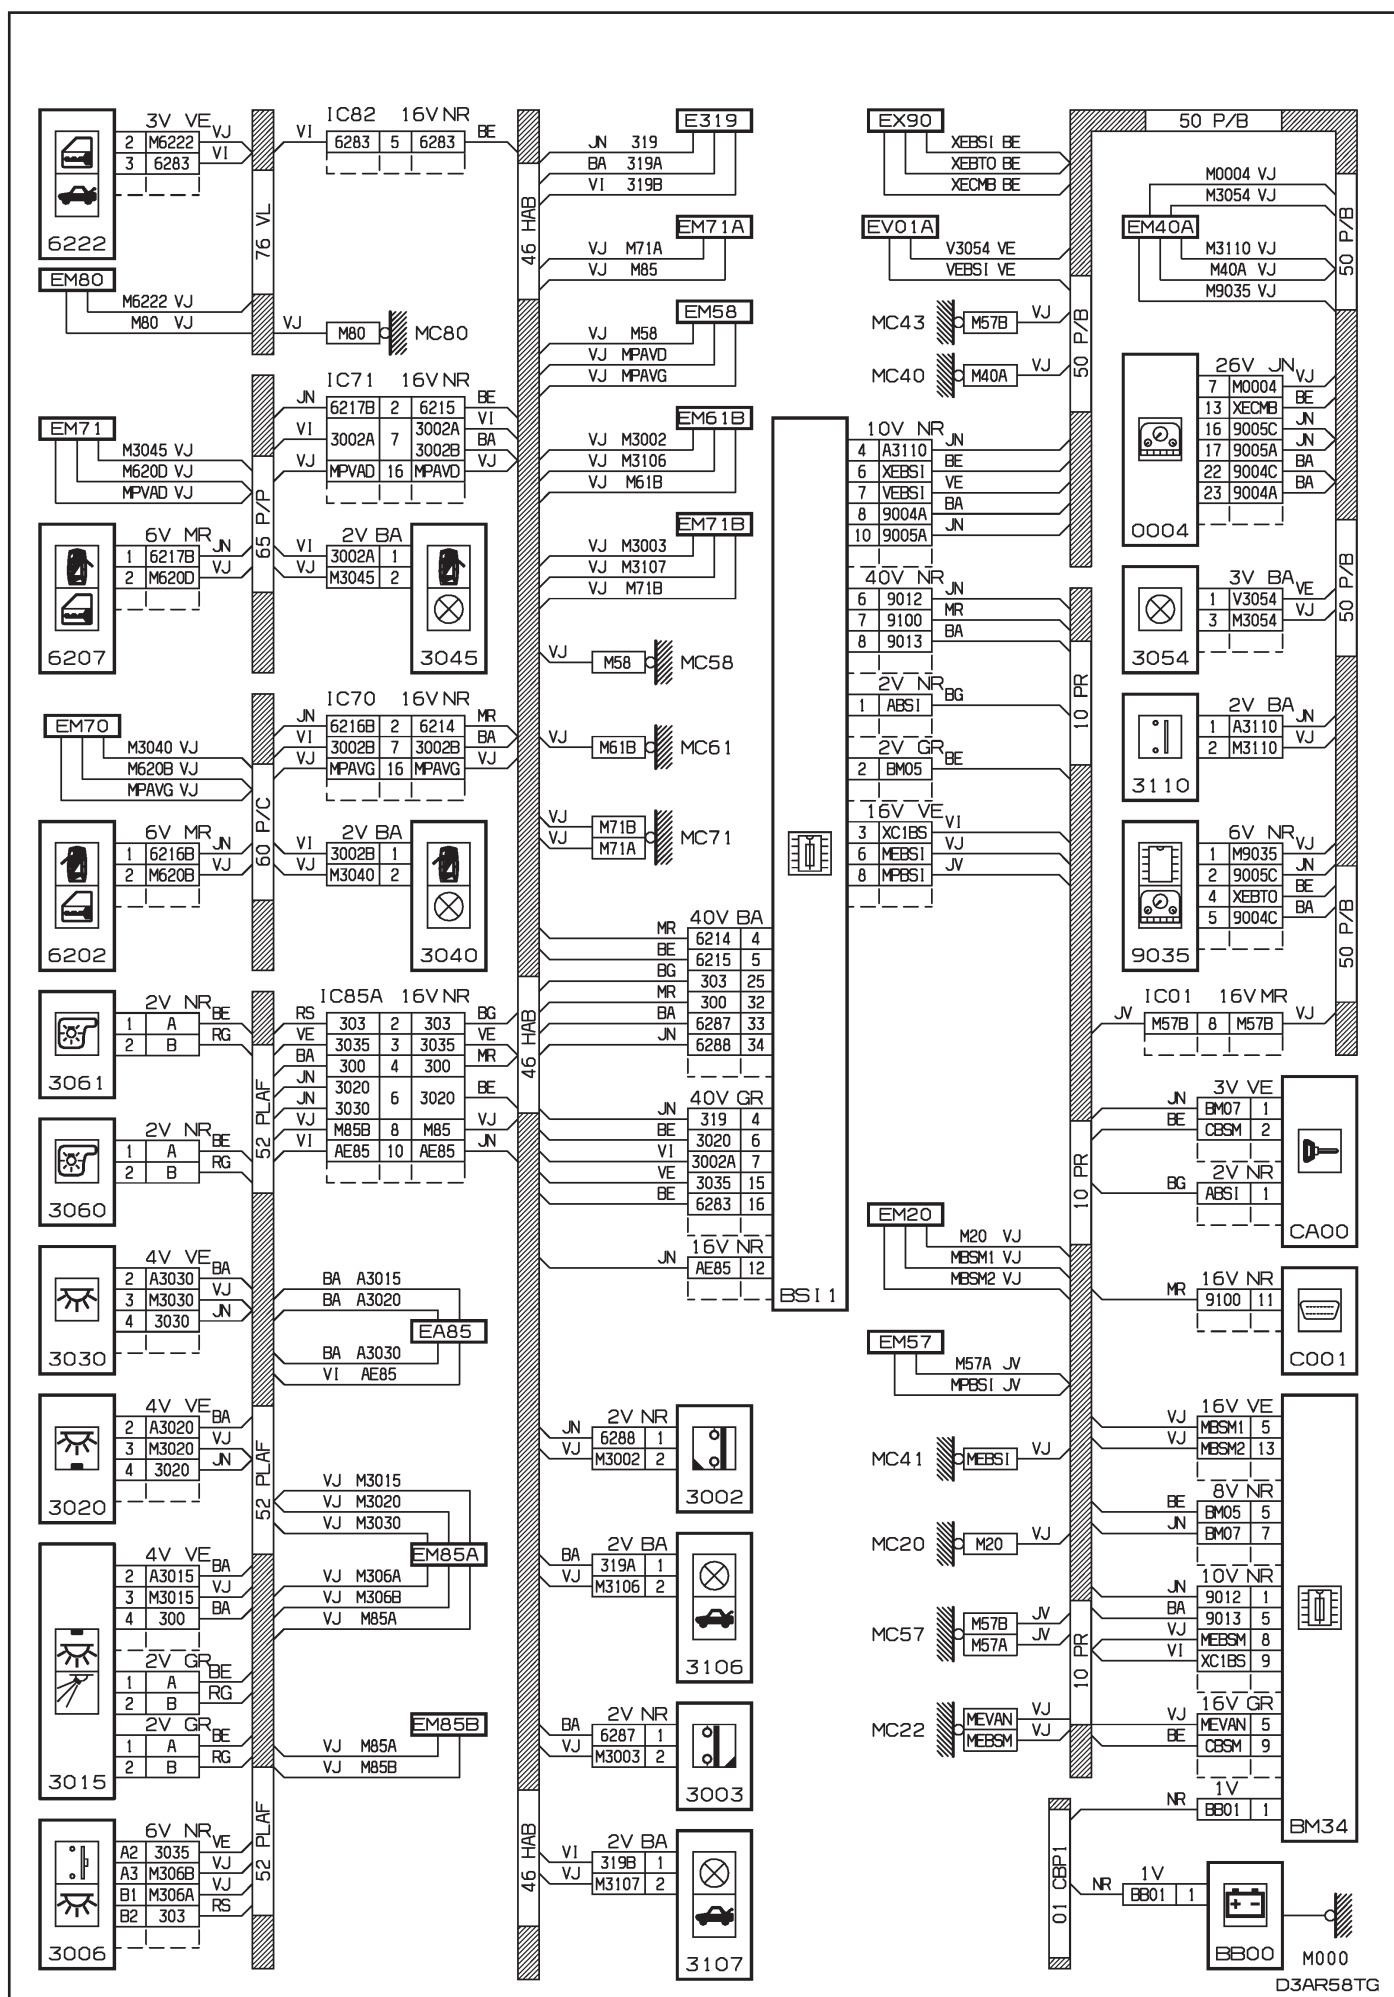 3V VE
2 M6222 VJ
3 6283 VI
6222
EM80
M6222 VJ
M80 VJ
76 VL
IC82 16V NR
VI 6283 5 6283 BE
VJ M80 MC80
EM71
M3045 VJ
M620D VJ
MPVAD VJ
6V MR
1 6217B JN
2 M620D VJ
6207
65 P/P
IC71 16V NR
JN 6217B 2 6215 BE
VI 3002A 7 3002A VI
3002B BA
VJ MPVAD 16 MPAVD VJ
2V BA
VI 3002A 1
VJ M3045 2
3045
EM70
M3040 VJ
M620B VJ
MPAVG VJ
6V MR
1 6216B JN
2 M620B VJ
6202
60 P/C
IC70 16V NR
JN 6216B 2 6214 MR
VI 3002B 7 3002B BA
VJ MPAVG 16 MPAVG VJ
2V BA
VI 3002B 1
VJ M3040 2
3040
2V NR
1 A BE
2 B RG
3061
2V NR
1 A BE
2 B RG
3060
52 PLAF
IC85A 16V NR
RS 303 2 303 BG
VE 3035 3 3035 VE
BA 300 4 300 MR
JN 3020 6 3020 BE
JN 3030
VJ M85B 8 M85 VJ
VI AE85 10 AE85 JN
4V VE
2 A3030 BA
3 M3030 VJ
4 3030 JN
3030
BA A3015
BA A3020
EA85
BA A3030
VI AE85
4V VE
2 A3020 BA
3 M3020 VJ
4 3020 JN
3020
52 PLAF
VJ M3015
VJ M3020
VJ M3030
EM85A
VJ M306A
VJ M306B
VJ M85A
4V VE
2 A3015 BA
3 M3015 VJ
4 300 BA
2V GR
1 A BE
2 B RG
2V GR
1 A BE
2 B RG
3015
EM85B
VJ M85A
VJ M85B
52 PLAF
6V NR
A2 3035 VE
A3 M306B VJ
B1 M306A VJ
B2 303 RS
3006
46 HAB
E319
JN 319
BA 319A
VI 319B
EM71A
VJ M71A
VJ M85
EM58
VJ M58
VJ MPAVD
VJ MPAVG
EM61B
VJ M3002
VJ M3106
VJ M61B
EM71B
VJ M3003
VJ M3107
VJ M71B
VJ M58 MC58
VJ M61B MC61
VJ M71B
VJ M71A MC71
46 HAB
40V BA
MR 6214 4
BE 6215 5
BG 303 25
MR 300 32
BA 6287 33
JN 6288 34
40V GR
JN 319 4
BE 3020 6
VI 3002A 7
VE 3035 15
BE 6283 16
16V NR
JN AE85 12
BSI1
2V NR
JN 6288 1
VJ M3002 2
3002
2V BA
BA 319A 1
VJ M3106 2
3106
2V NR
BA 6287 1
VJ M3003 2
3003
46 HAB
2V BA
VI 319B 1
VJ M3107 2
3107
EX90
XEBSI BE
XEBTO BE
XECMB BE
EV01A
V3054 VE
VEBSI VE
MC43 M57B VJ
MC40 M40A VJ
50 P/B
10V NR
4 A3110 JN
6 XEBSI BE
7 VEBSI VE
8 9004A BA
10 9005A JN
40V NR
6 9012 JN
7 9100 MR
8 9013 BA
2V NR
1 ABSI BG
2V GR
2 BM05 BE
16V VE
3 XC1BS VI
6 MEBSI VJ
8 MPBSI JV
10 PR
EM20
M20 VJ
MBSM1 VJ
MBSM2 VJ
EM57
M57A JV
MPBSI JV
MC41 MEBSI VJ
MC20 M20 VJ
MC57 M57B JV
M57A JV
MC22 MEVAN VJ
MEBSM VJ
10 PR
10 PR
50 P/B
M0004 VJ
M3054 VJ
EM40A
M3110 VJ
M40A VJ
M9035 VJ
50 P/B
26V JN
7 M0004 VJ
13 XECMB BE
16 9005C JN
17 9005A JN
22 9004C BA
23 9004A BA
0004
3V BA
1 V3054 VE
3 M3054 VJ
3054
50 P/B
2V BA
1 A3110 JN
2 M3110 VJ
3110
6V NR
1 M9035 VJ
2 9005C JN
4 XEBTO BE
5 9004C BA
9035
50 P/B
IC01 16V MR
JV M57B 8 M57B VJ
3V VE
JN BM07 1
BE CBSM 2
2V NR
BG ABSI 1
CA00
16V NR
MR 9100 11
C001
16V VE
VJ MBSM1 5
VJ MBSM2 13
8V NR
BE BM05 5
JN BM07 7
10V NR
JN 9012 1
BA 9013 5
VJ MEBSM 8
VI XC1BS 9
16V GR
VJ MEVAN 5
BE CBSM 9
1V
NR BB01 1
BM34
01 CBP1
1V
NR BB01 1
+ -
BB00
M000
D3AR58TG